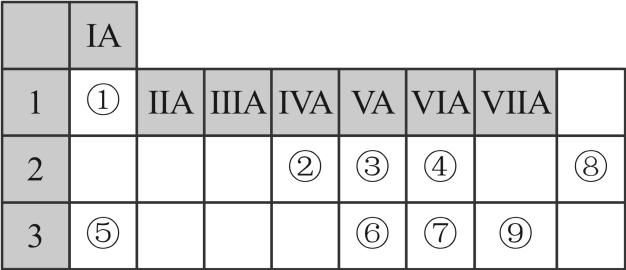 IA
1 ① IIA IIIA IVA VA VIA VIIA
2 ② ③ ④ ⑧
3 ⑤ ⑥ ⑦ ⑨